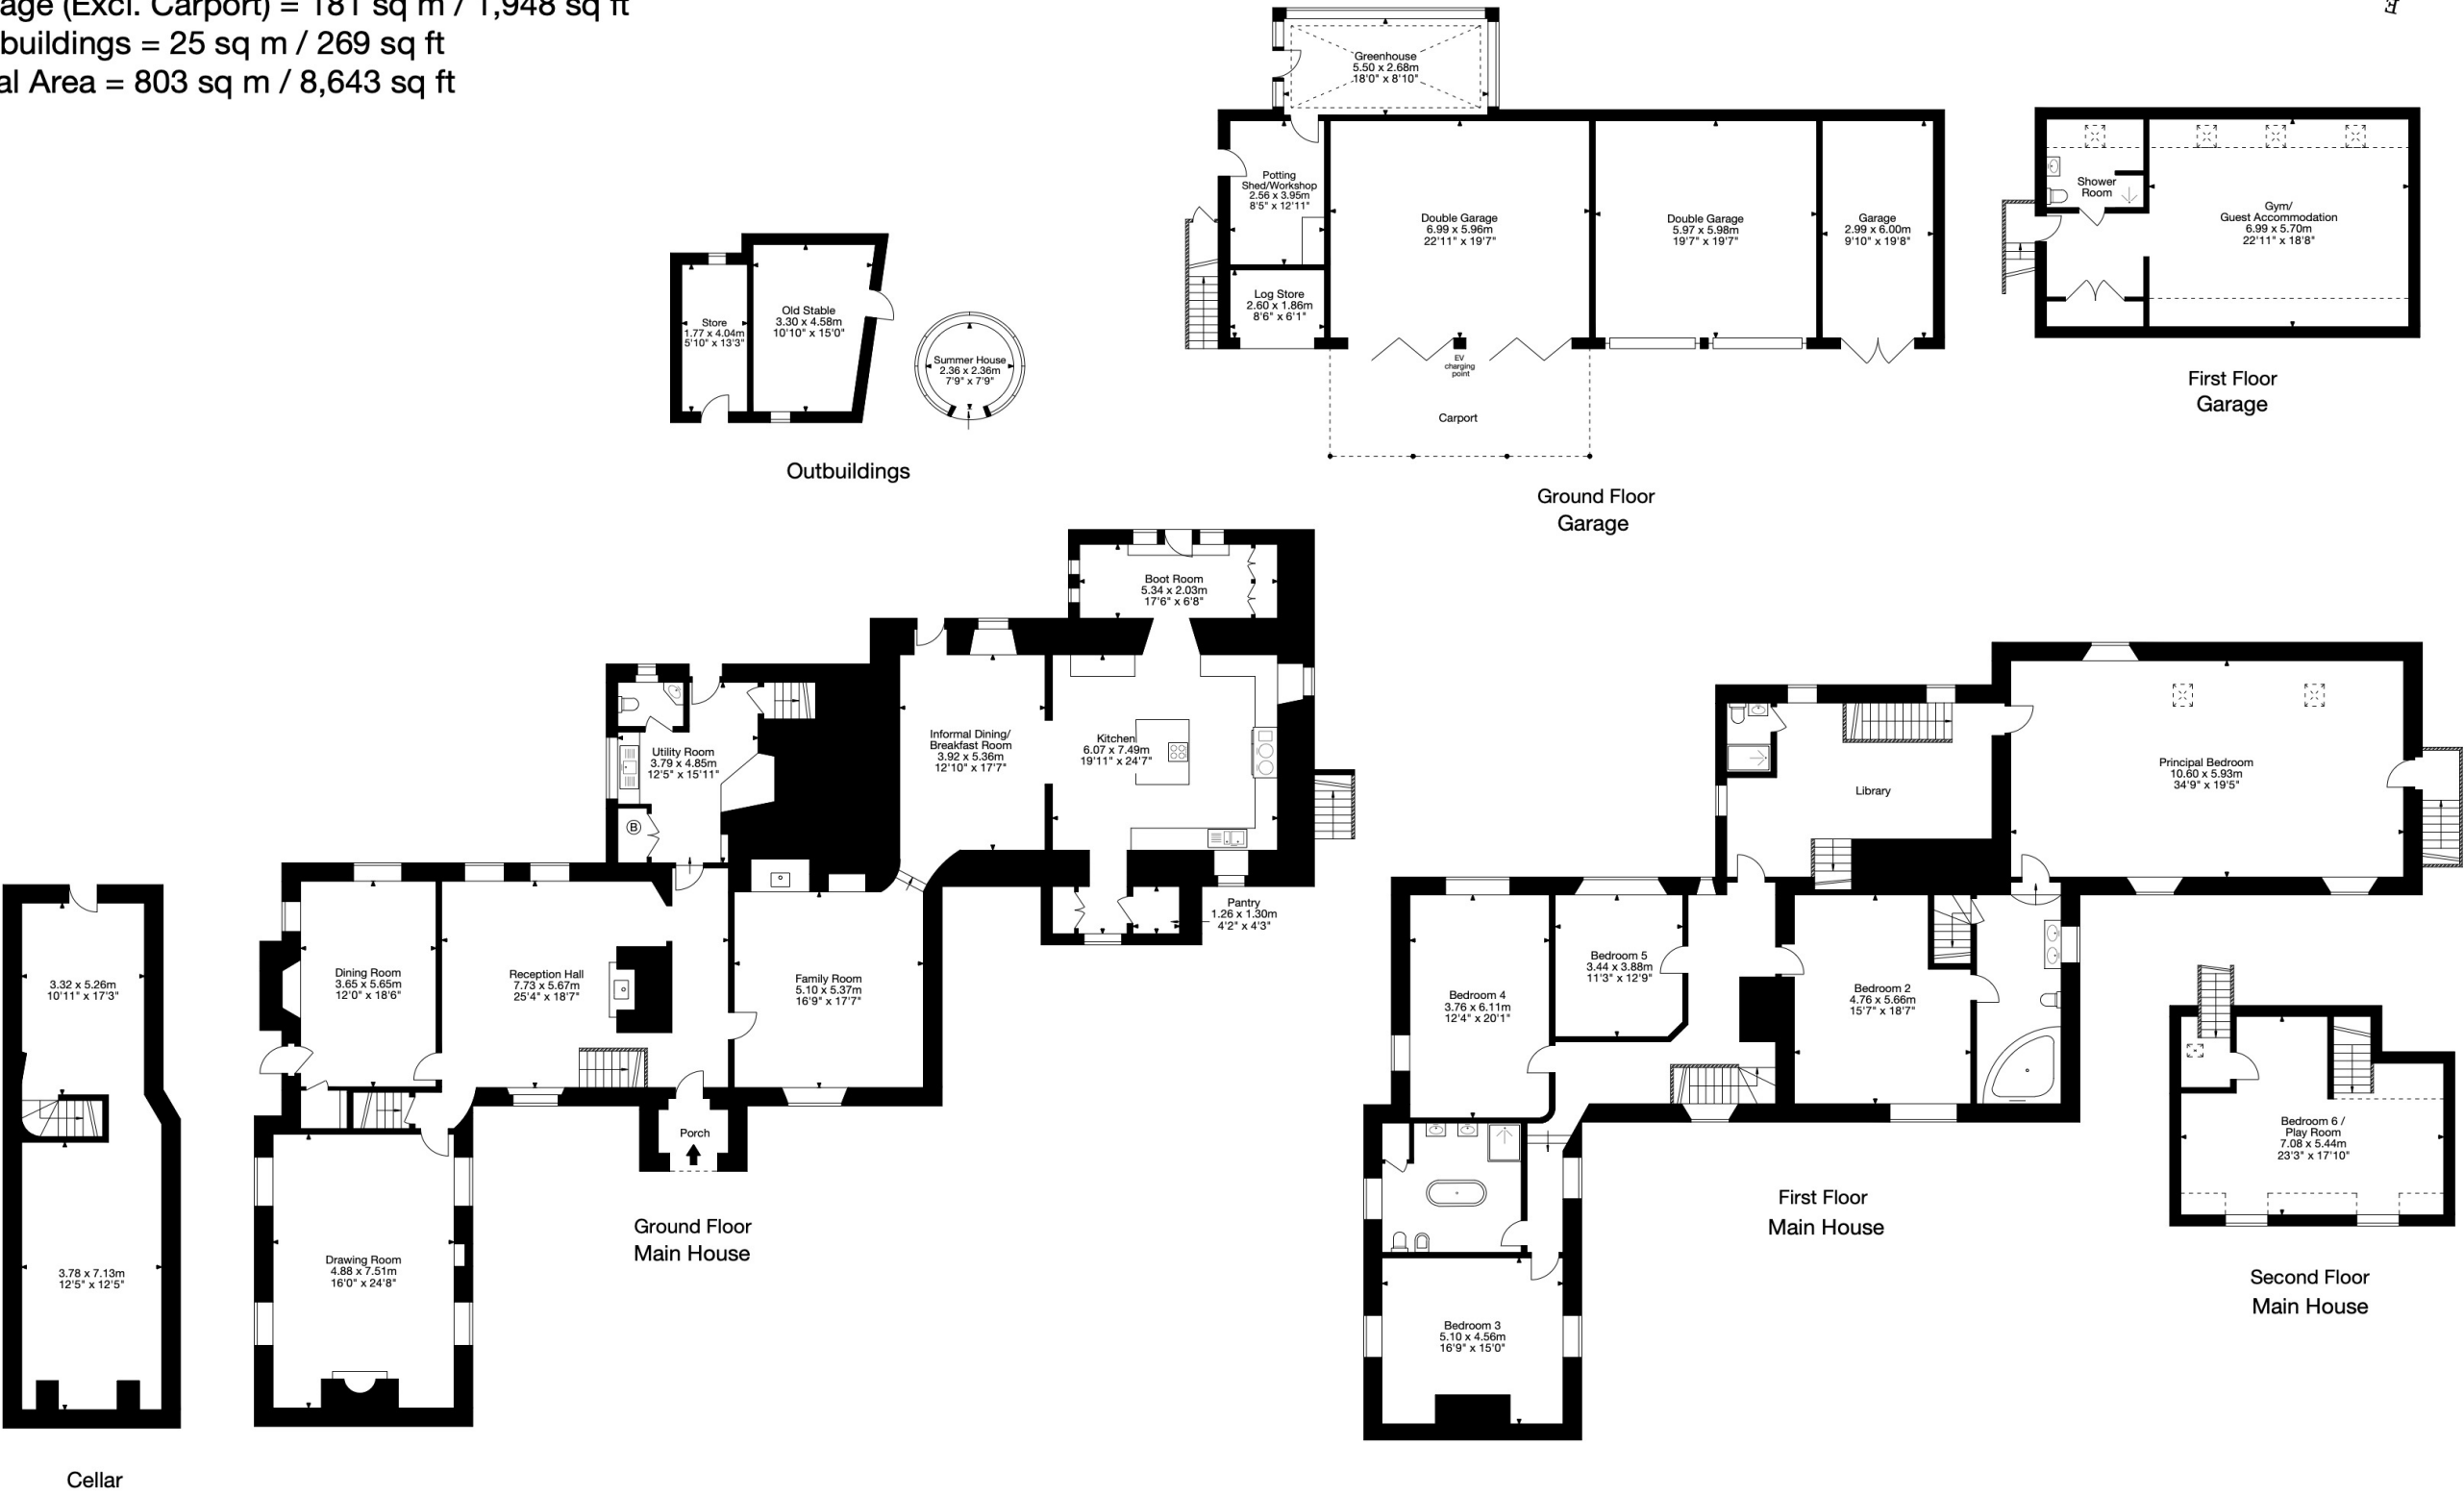 age (Excl. Carport) = 181 sq m / 1,948 sq ft
buildings = 25 sq m / 269 sq ft
al Area = 803 sq m / 8,643 sq ft
Greenhouse
5.50 x 2.68m
18'0" x 8'10"
Potting
Shed/Workshop
2.56 x 3.95m
8'5" x 12'11"
Log Store
2.60 x 1.86m
8'6" x 6'1"
Double Garage
6.99 x 5.96m
22'11" x 19'7"
Double Garage
5.97 x 5.98m
19'7" x 19'7"
Garage
2.99 x 6.00m
9'10" x 19'8"
EV
charging
point
Carport
Ground Floor
Garage
Shower
Room
Gym/
Guest Accommodation
6.99 x 5.70m
22'11" x 18'8"
First Floor
Garage
Store
1.77 x 4.04m
5'10" x 13'3"
Old Stable
3.30 x 4.58m
10'10" x 15'0"
Summer House
2.36 x 2.36m
7'9" x 7'9"
Outbuildings
Boot Room
5.34 x 2.03m
17'6" x 6'8"
Informal Dining/
Breakfast Room
3.92 x 5.36m
12'10" x 17'7"
Kitchen
6.07 x 7.49m
19'11" x 24'7"
Utility Room
3.79 x 4.85m
12'5" x 15'11"
B
Pantry
1.26 x 1.30m
4'2" x 4'3"
Dining Room
3.65 x 5.65m
12'0" x 18'6"
Reception Hall
7.73 x 5.67m
25'4" x 18'7"
Family Room
5.10 x 5.37m
16'9" x 17'7"
Porch
Drawing Room
4.88 x 7.51m
16'0" x 24'8"
Ground Floor
Main House
3.32 x 5.26m
10'11" x 17'3"
3.78 x 7.13m
12'5" x 12'5"
Cellar
Library
Principal Bedroom
10.60 x 5.93m
34'9" x 19'5"
Bedroom 5
3.44 x 3.88m
11'3" x 12'9"
Bedroom 4
3.76 x 6.11m
12'4" x 20'1"
Bedroom 2
4.76 x 5.66m
15'7" x 18'7"
Bedroom 3
5.10 x 4.56m
16'9" x 15'0"
First Floor
Main House
Bedroom 6 /
Play Room
7.08 x 5.44m
23'3" x 17'10"
Second Floor
Main House